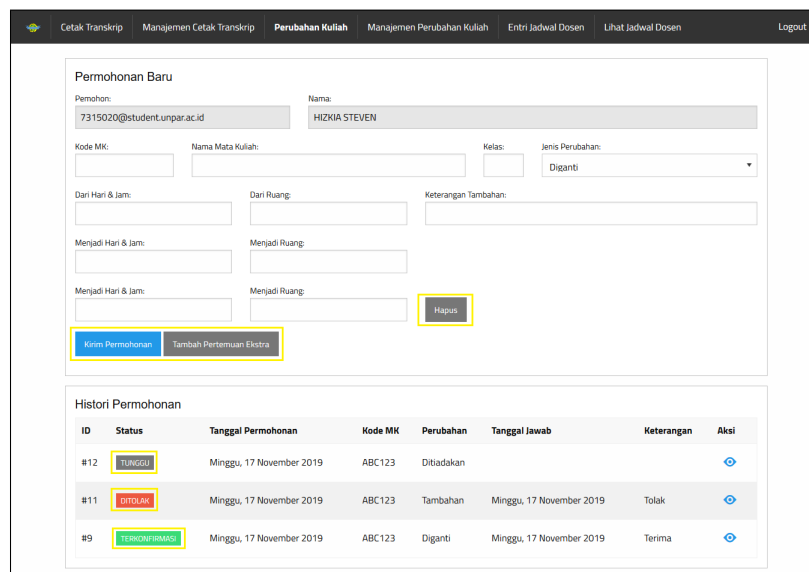 Cetak Transkrip Manajemen Cetak Transkrip Perubahan Kuliah Manajemen Perubahan Kuliah Entri Jadwal Dosen Lihat Jadwal Dosen Logout
Permohonan Baru
Pemohon: Nama:
7315020@student.unpar.ac.id HIZKIA STEVEN
Kode MK: Nama Mata Kuliah: Kelas: Jenis Perubahan:
Diganti
Dari Hari & Jam: Dari Ruang: Keterangan Tambahan:
Menjadi Hari & Jam: Menjadi Ruang:
Menjadi Hari & Jam: Menjadi Ruang:
Hapus
Kirim Permohonan Tambah Pertemuan Ekstra
Histori Permohonan
ID Status Tanggal Permohonan Kode MK Perubahan Tanggal Jawab Keterangan Aksi
#12 TUNGGU Minggu, 17 November 2019 ABC123 Ditiadakan
#11 DITOLAK Minggu, 17 November 2019 ABC123 Tambahan Minggu, 17 November 2019 Tolak
#9 TERKONFIRMASI Minggu, 17 November 2019 ABC123 Diganti Minggu, 17 November 2019 Terima